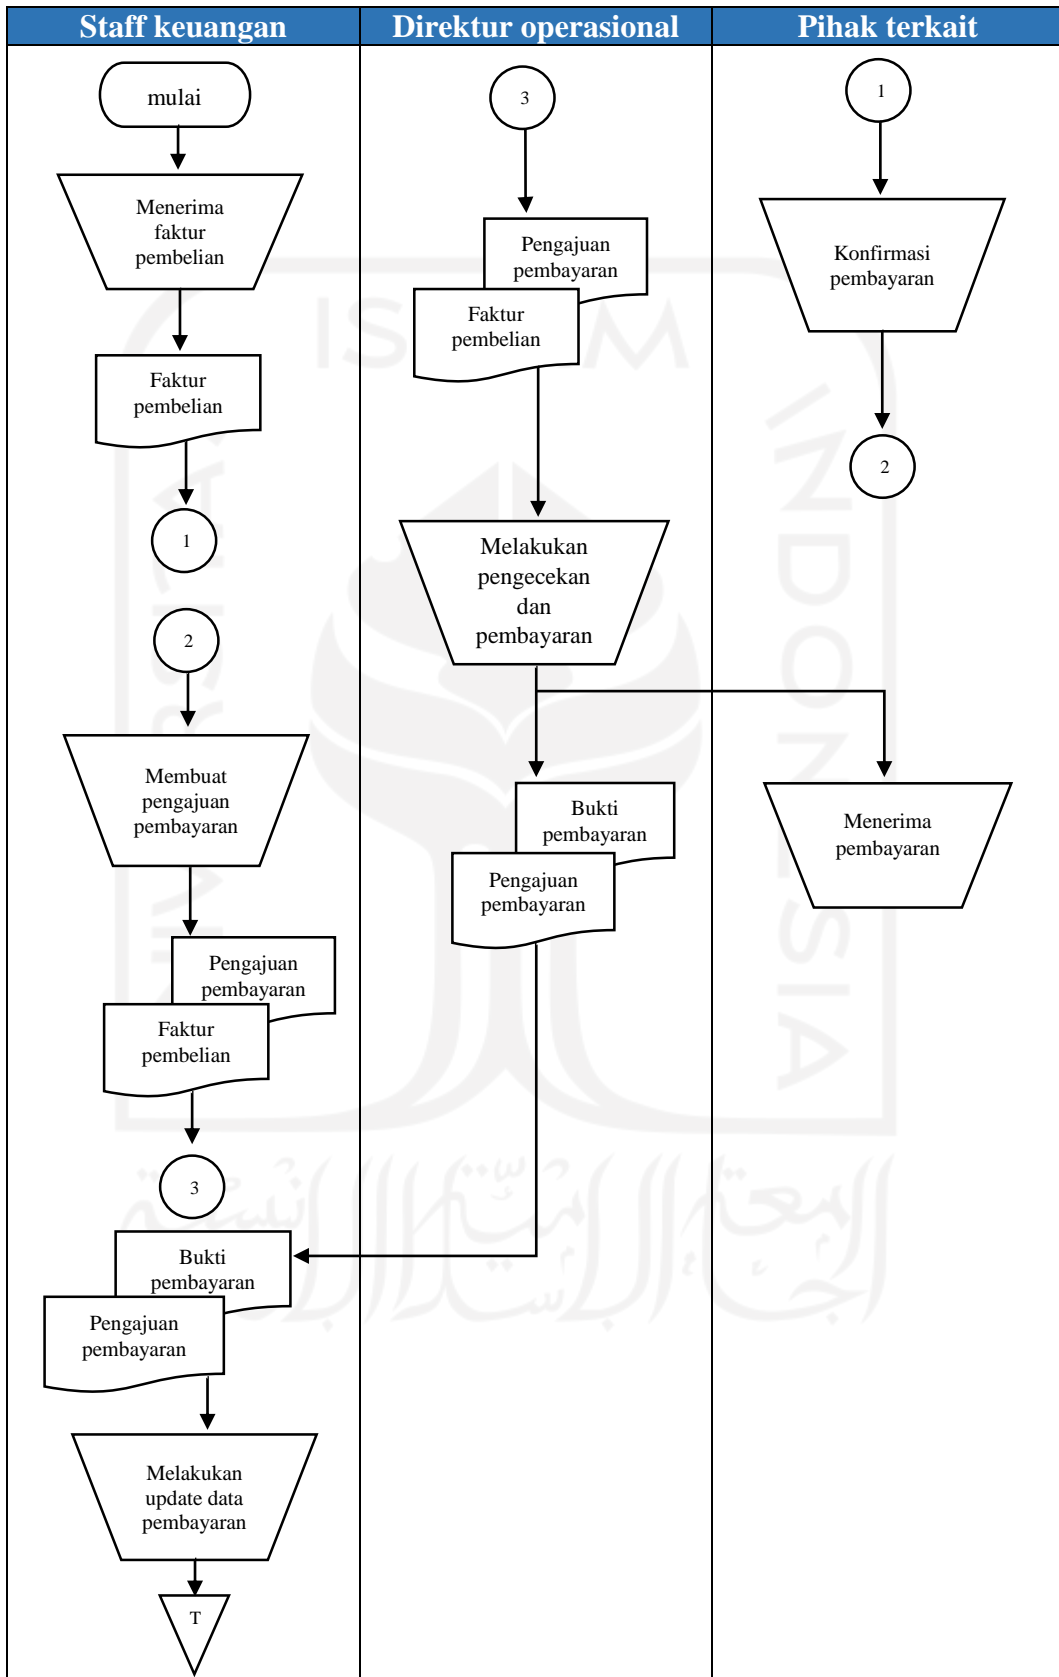 Staff keuangan
Direktur operasional
Pihak terkait
mulai
Menerima
faktur
pembelian
Faktur
pembelian
1
2
Membuat
pengajuan
pembayaran
Pengajuan
pembayaran
Faktur
pembelian
3
Bukti
pembayaran
Pengajuan
pembayaran
Melakukan
update data
pembayaran
T
3
Pengajuan
pembayaran
Faktur
pembelian
Melakukan
pengecekan
dan
pembayaran
Bukti
pembayaran
Pengajuan
pembayaran
1
Konfirmasi
pembayaran
2
Menerima
pembayaran
INDONESIA